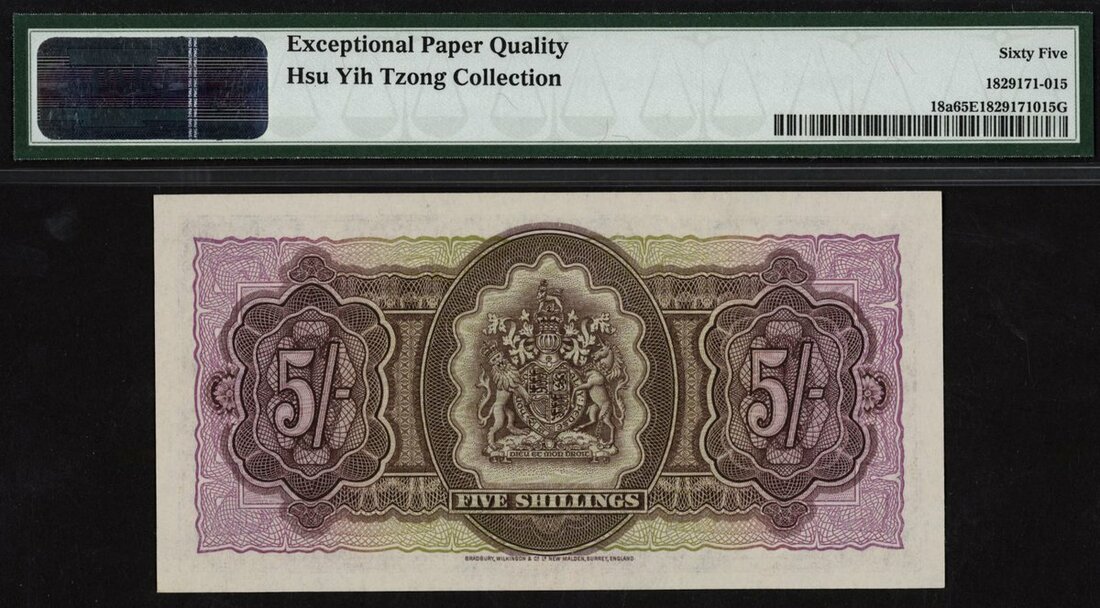 Exceptional Paper Quality
Hsu Yih Tzong Collection
Sixty Five
1829171-015
18a65E1829171015G
5/-
5/-
DIEU ET MON DROIT
FIVE SHILLINGS
BRADBURY, WILKINSON & Cº Lᴰ NEW MALDEN, SURREY, ENGLAND